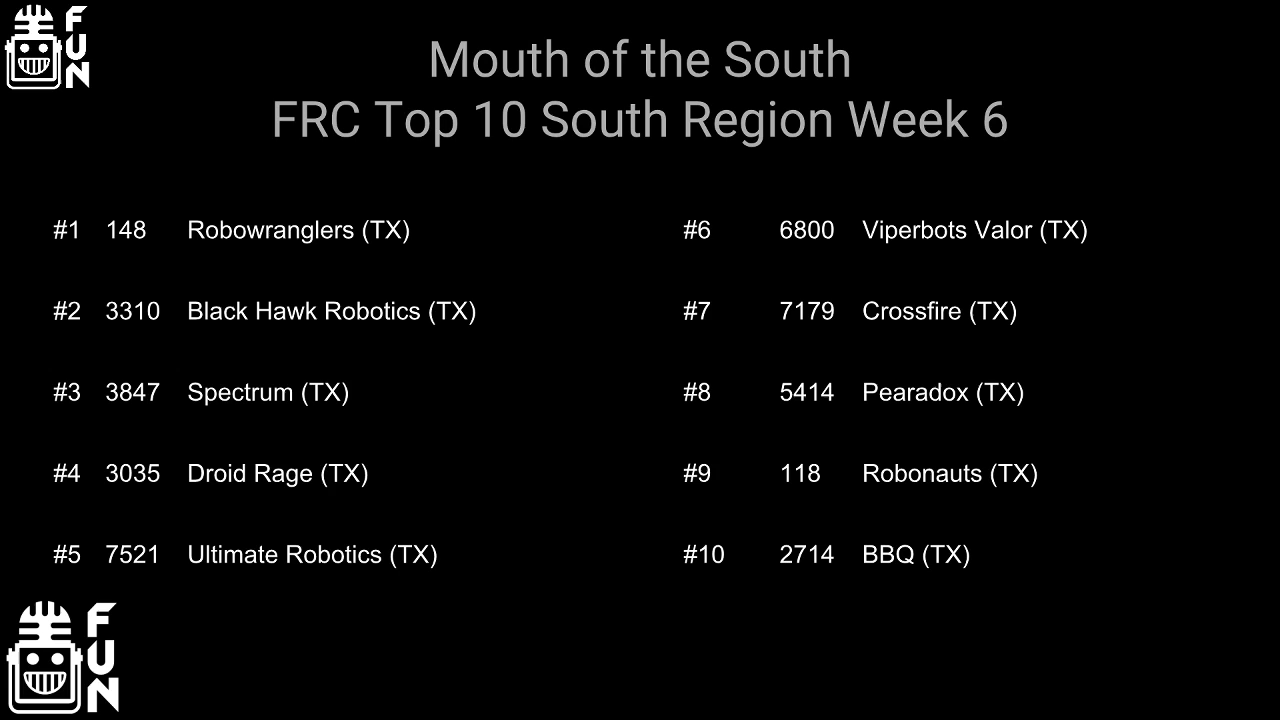 FUN
Mouth of the South
FRC Top 10 South Region Week 6
#1 148 Robowranglers (TX)
#2 3310 Black Hawk Robotics (TX)
#3 3847 Spectrum (TX)
#4 3035 Droid Rage (TX)
#5 7521 Ultimate Robotics (TX)
#6 6800 Viperbots Valor (TX)
#7 7179 Crossfire (TX)
#8 5414 Pearadox (TX)
#9 118 Robonauts (TX)
#10 2714 BBQ (TX)
FUN